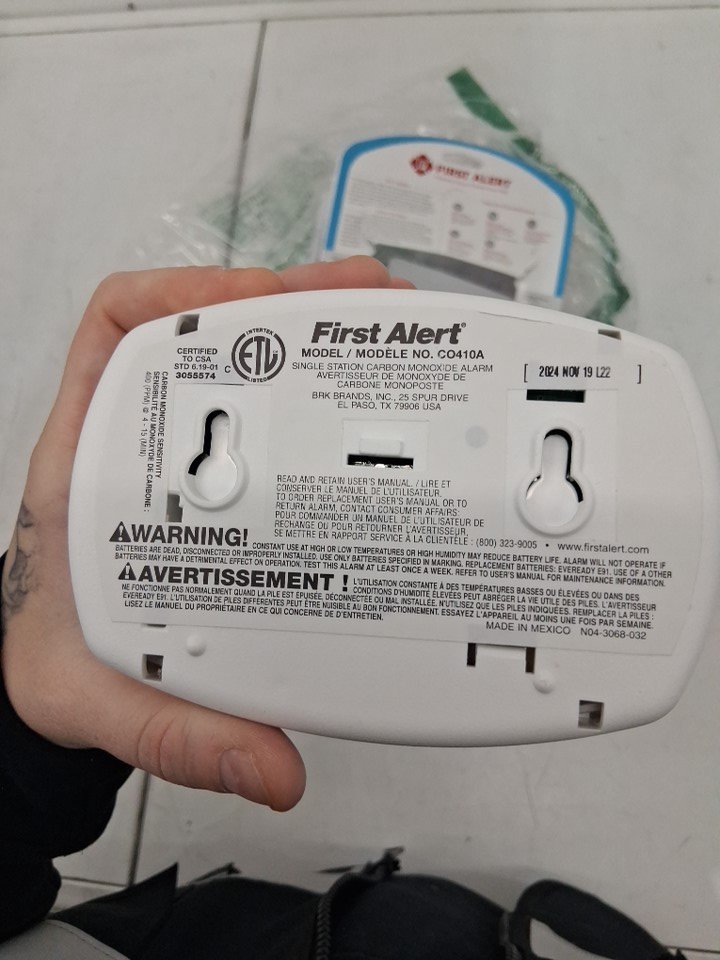 FIRST ALERT
First Alert®
MODEL / MODÈLE NO. CO410A
SINGLE STATION CARBON MONOXIDE ALARM
AVERTISSEUR DE MONOXYDE DE
CARBONE MONOPOSTE
BRK BRANDS, INC., 25 SPUR DRIVE
EL PASO, TX 79906 USA
CERTIFIED
TO CSA
STD 6.19-01
3055574
INTERTEK
ETL
LISTED
C
[ 2024 NOV 19 L22 ]
CARBON MONOXIDE SENSITIVITY
SENSIBILITÉ AU MONOXYDE DE CARBONE :
400 (PPM) @ 4 - 15 (MIN)
READ AND RETAIN USER'S MANUAL. / LIRE ET
CONSERVER LE MANUEL DE L'UTILISATEUR.
TO ORDER REPLACEMENT USER'S MANUAL OR TO
RETURN ALARM, CONTACT CONSUMER AFFAIRS:
POUR COMMANDER UN MANUEL DE L'UTILISATEUR DE
RECHANGE OU POUR RETOURNER L'AVERTISSEUR,
SE METTRE EN RAPPORT SERVICE À LA CLIENTÈLE : (800) 323-9005 • www.firstalert.com
WARNING! CONSTANT USE AT HIGH OR LOW TEMPERATURES OR HIGH HUMIDITY MAY REDUCE BATTERY LIFE. ALARM WILL NOT OPERATE IF
BATTERIES ARE DEAD, DISCONNECTED OR IMPROPERLY INSTALLED. USE ONLY BATTERIES SPECIFIED IN MARKING. REPLACEMENT BATTERIES: EVEREADY E91. USE OF A OTHER
BATTERIES MAY HAVE A DETRIMENTAL EFFECT ON OPERATION. TEST THIS ALARM AT LEAST ONCE A WEEK. REFER TO USER'S MANUAL FOR MAINTENANCE INFORMATION.
AVERTISSEMENT ! L'UTILISATION CONSTANTE À DES TEMPÉRATURES BASSES OU ÉLEVÉES OU DANS DES
CONDITIONS D'HUMIDITÉ ÉLEVÉES PEUT ABRÉGER LA VIE UTILE DES PILES. L'AVERTISSEUR
NE FONCTIONNE PAS NORMALEMENT QUAND LA PILE EST ÉPUISÉE, DÉCONNECTÉE OU MAL INSTALLÉE. N'UTILISEZ QUE LES PILES INDIQUÉES. REMPLACER LA PILES :
EVEREADY E91. L'UTILISATION DE PILES DIFFÉRENTES PEUT ÊTRE NUISIBLE AU BON FONCTIONNEMENT. ESSAYEZ L'APPAREIL AU MOINS UNE FOIS PAR SEMAINE.
LISEZ LE MANUEL DU PROPRIETAIRE EN CE QUI CONCERNE DE D'ENTRETIEN.
MADE IN MEXICO N04-3068-032